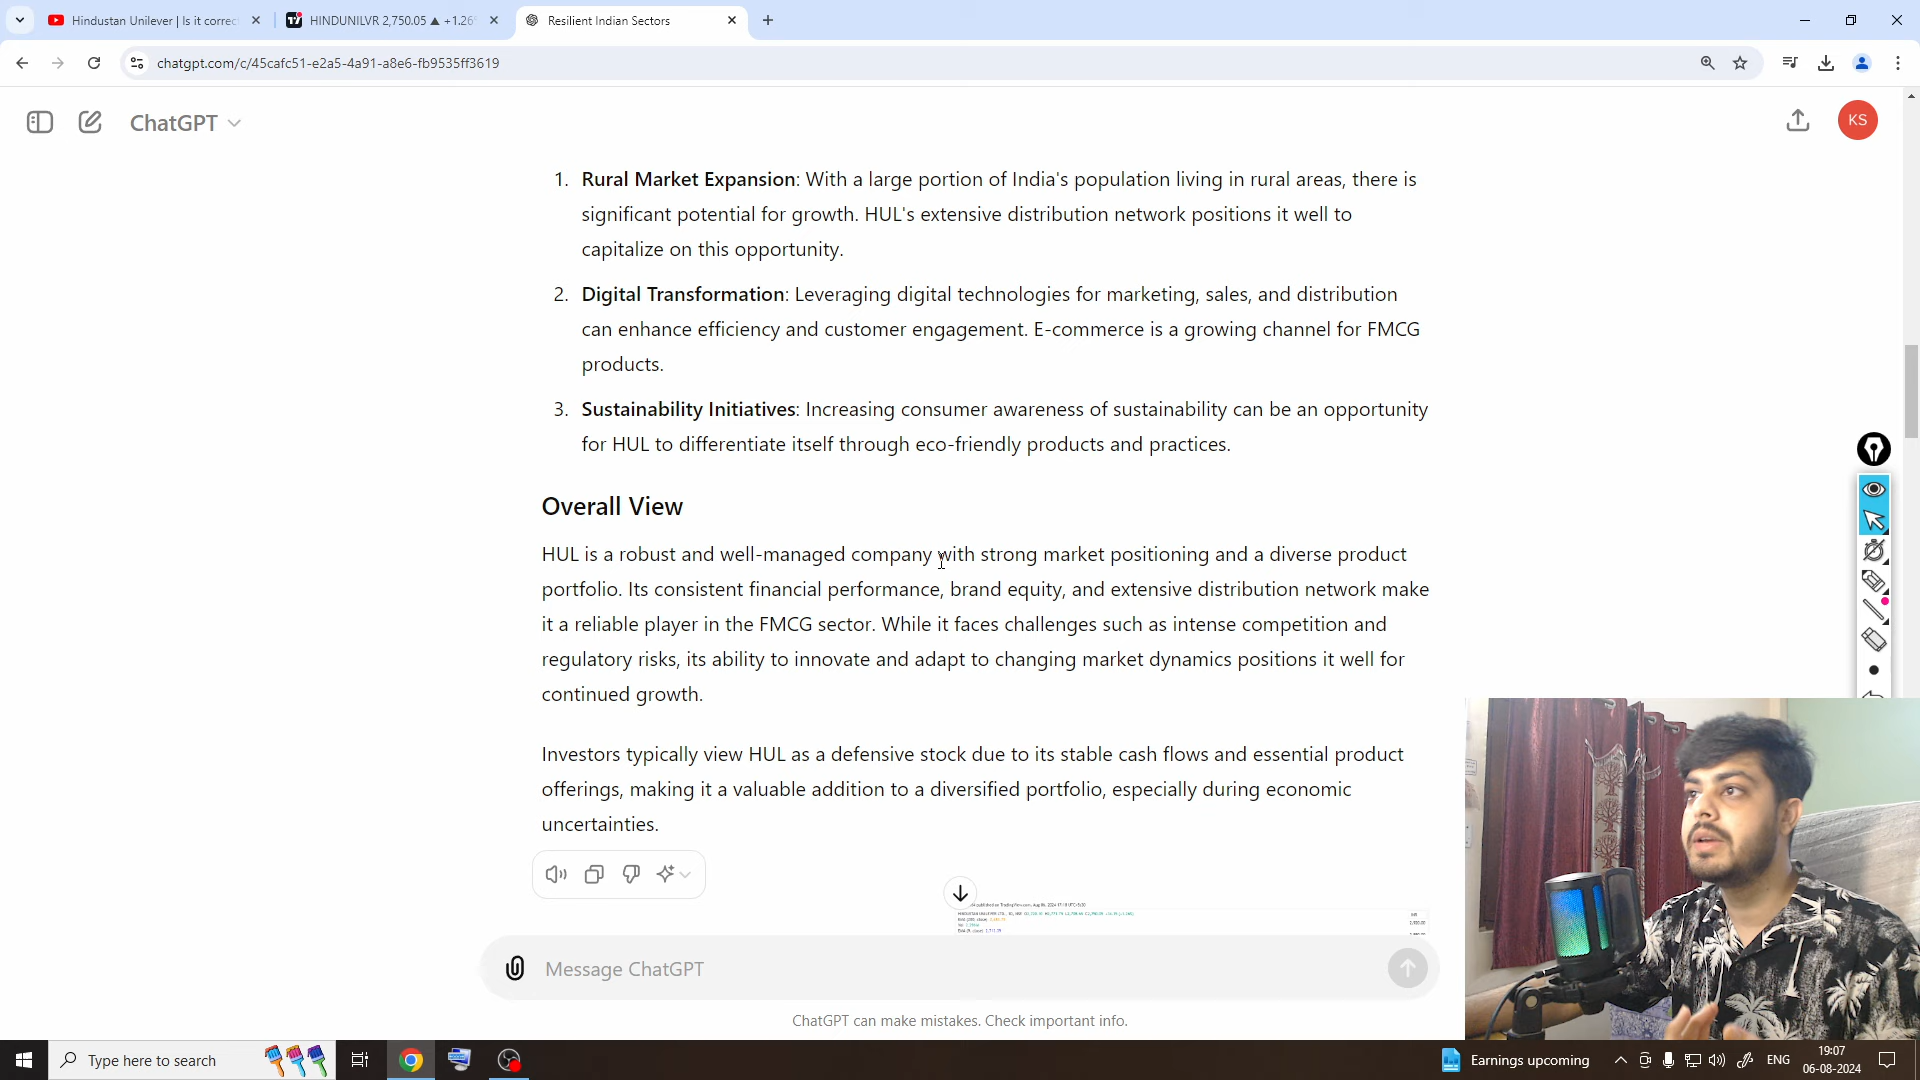 Hindustan Unilever | Is it correc
HINDUNILVR 2,750.05 ▲ +1.26
Resilient Indian Sectors
chatgpt.com/c/45cafc51-e2a5-4a91-a8e6-fb9535ff3619
ChatGPT
KS
1. Rural Market Expansion: With a large portion of India's population living in rural areas, there is
significant potential for growth. HUL's extensive distribution network positions it well to
capitalize on this opportunity.
2. Digital Transformation: Leveraging digital technologies for marketing, sales, and distribution
can enhance efficiency and customer engagement. E-commerce is a growing channel for FMCG
products.
3. Sustainability Initiatives: Increasing consumer awareness of sustainability can be an opportunity
for HUL to differentiate itself through eco-friendly products and practices.
Overall View
HUL is a robust and well-managed company with strong market positioning and a diverse product
portfolio. Its consistent financial performance, brand equity, and extensive distribution network make
it a reliable player in the FMCG sector. While it faces challenges such as intense competition and
regulatory risks, its ability to innovate and adapt to changing market dynamics positions it well for
continued growth.
Investors typically view HUL as a defensive stock due to its stable cash flows and essential product
offerings, making it a valuable addition to a diversified portfolio, especially during economic
uncertainties.
Message ChatGPT
ChatGPT can make mistakes. Check important info.
Type here to search
Earnings upcoming
ENG
19:07
06-08-2024